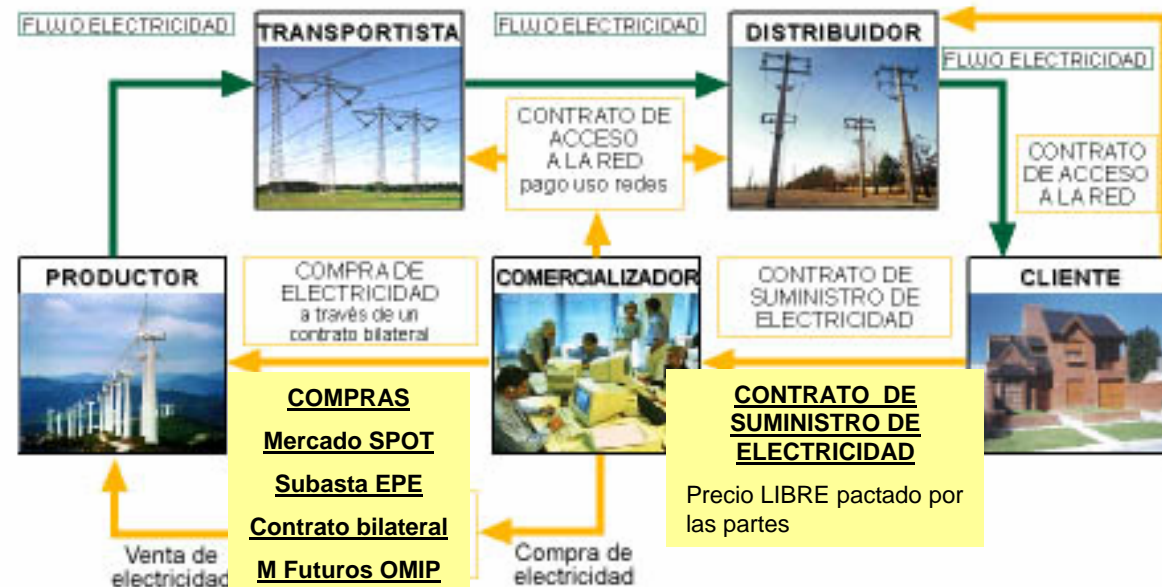 FLUJO ELECTRICIDAD
TRANSPORTISTA
FLUJO ELECTRICIDAD
DISTRIBUIDOR
FLUJO ELECTRICIDAD
CONTRATO DE
ACCESO
A LA RED
pago uso redes
CONTRATO
DE ACCESO
A LA RED
PRODUCTOR
COMPRA DE
ELECTRICIDAD
a través de un
contrato bilateral
COMERCIALIZADOR
CONTRATO DE
SUMINISTRO DE
ELECTRICIDAD
CLIENTE
COMPRAS
Mercado SPOT
Subasta EPE
Contrato bilateral
M Futuros OMIP
CONTRATO DE
SUMINISTRO DE
ELECTRICIDAD
Precio LIBRE pactado por
las partes
Venta de
electricidad
Compra de
electricidad